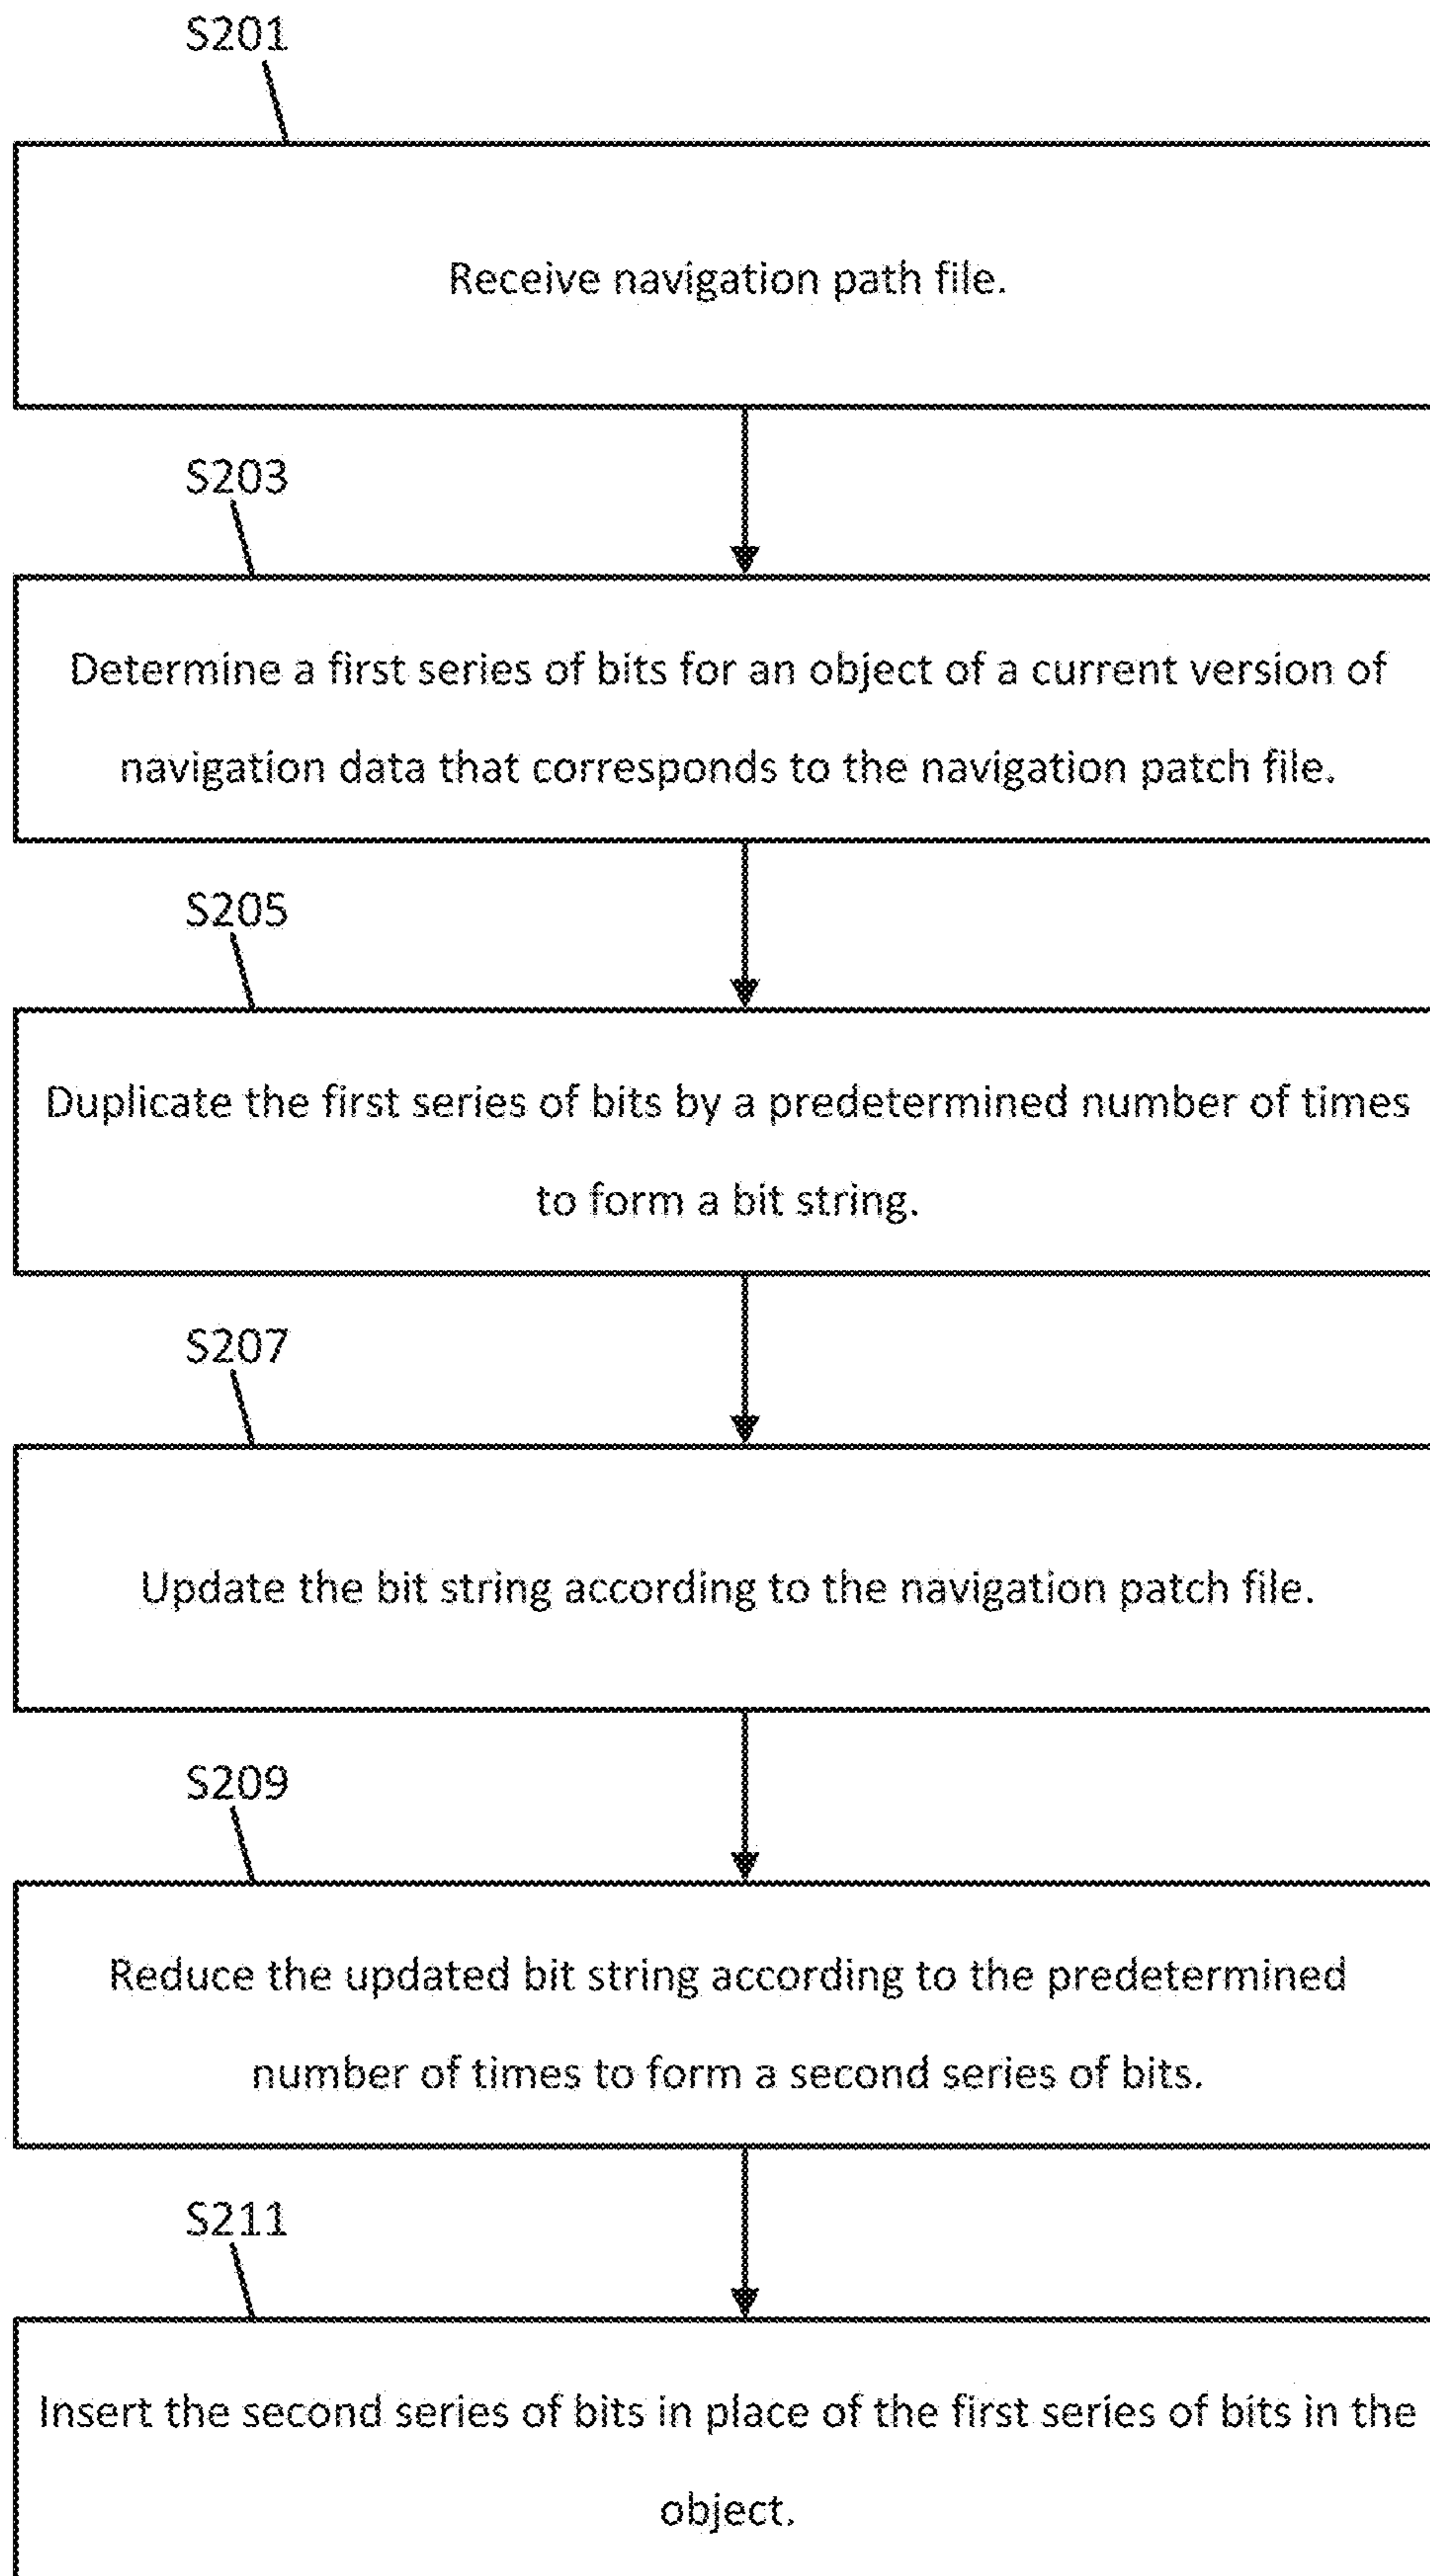 S201
Receive navigation path file.
S203
Determine a first series of bits for an object of a current version of
navigation data that corresponds to the navigation patch file.
S205
Duplicate the first series of bits by a predetermined number of times
to form a bit string.
S207
Update the bit string according to the navigation patch file.
S209
Reduce the updated bit string according to the predetermined
number of times to form a second series of bits.
S211
Insert the second series of bits in place of the first series of bits in the
object.